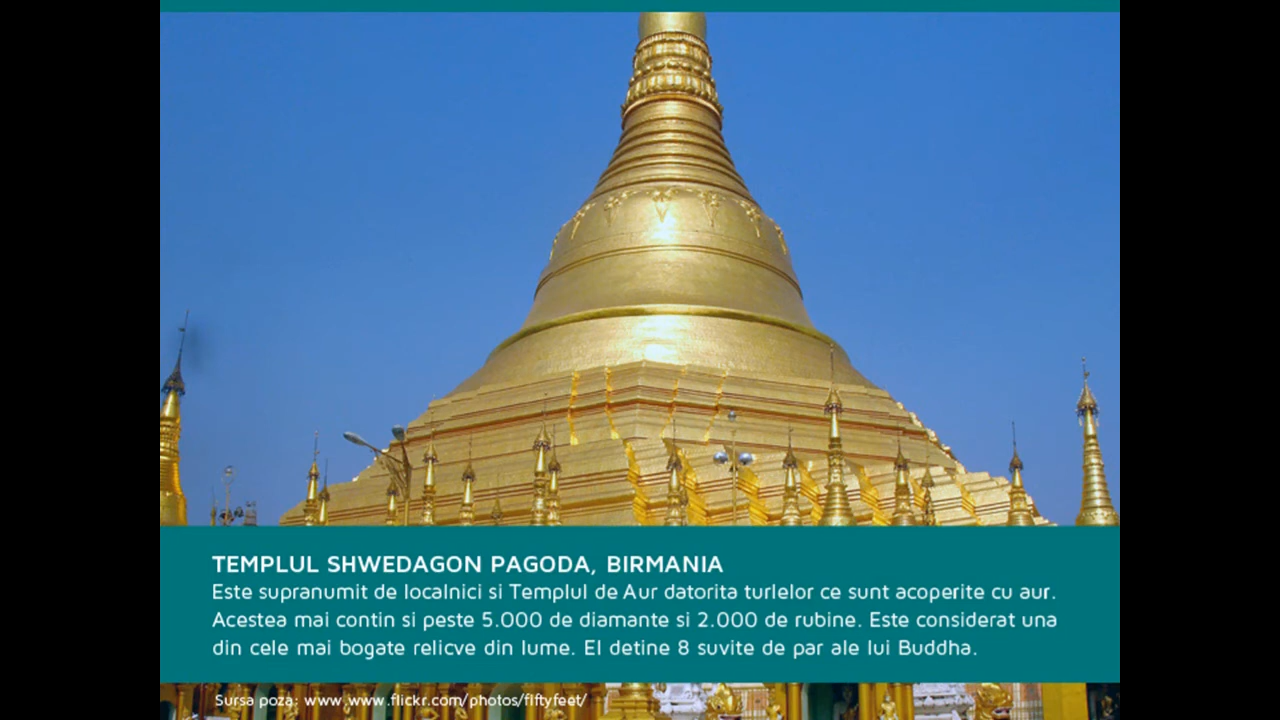 TEMPLUL SHWEDAGON PAGODA, BIRMANIA
Este supranumit de localnici si Templul de Aur datorita turlelor ce sunt acoperite cu aur.
Acestea mai contin si peste 5.000 de diamante si 2.000 de rubine. Este considerat una
din cele mai bogate relicve din lume. El detine 8 suvite de par ale lui Buddha.
Sursa poza: www.www.flickr.com/photos/fiftyfeet/